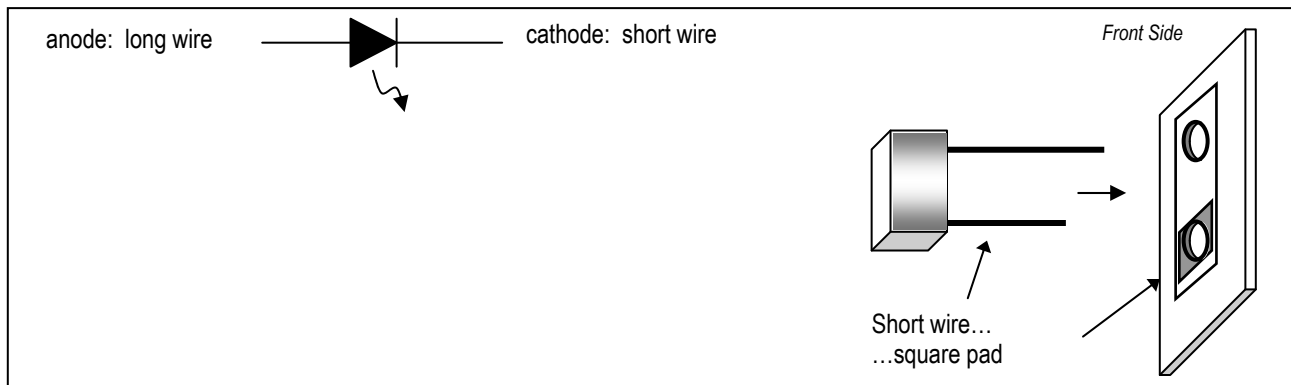 anode: long wire
cathode: short wire
Front Side
Short wire…
…square pad